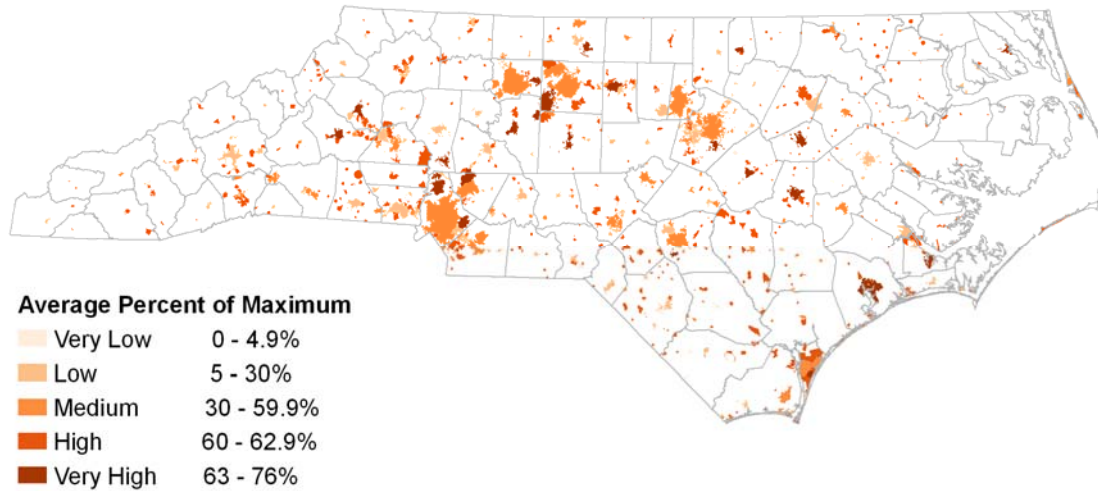 Average Percent of Maximum
Very Low 0 - 4.9%
Low 5 - 30%
Medium 30 - 59.9%
High 60 - 62.9%
Very High 63 - 76%